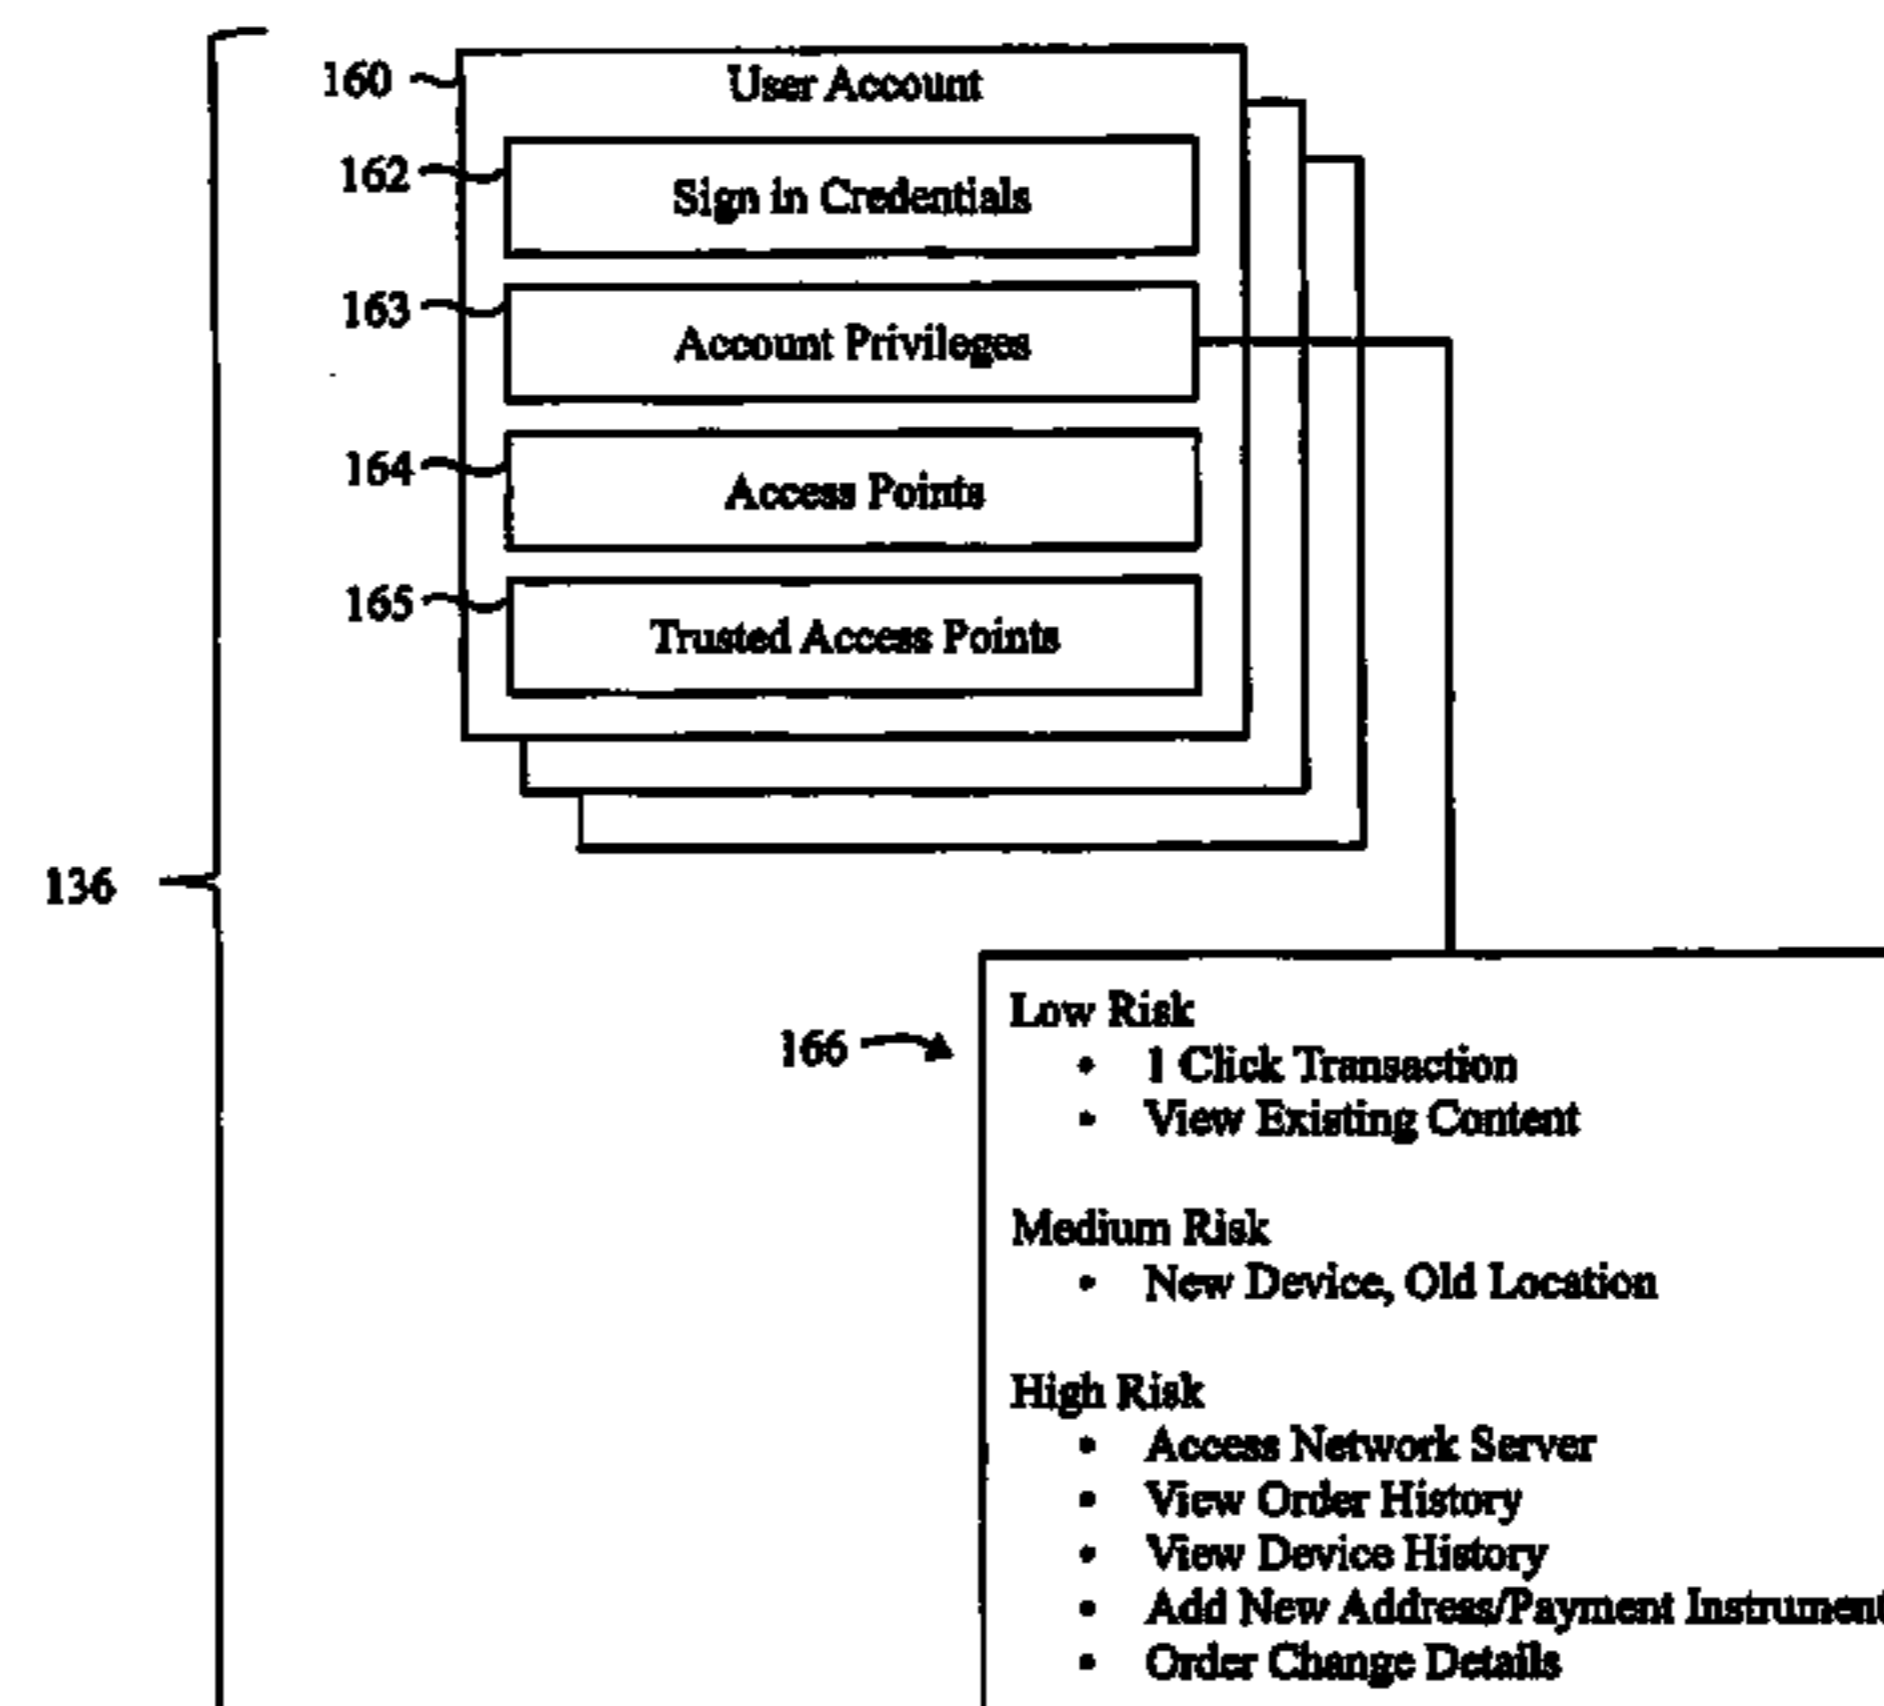 160
User Account
162
Sign in Credentials
163
Account Privileges
164
Access Points
165
Trusted Access Points
136
166
Low Risk
• 1 Click Transaction
• View Existing Content
Medium Risk
• New Device, Old Location
High Risk
• Access Network Server
• View Order History
• View Device History
• Add New Address/Payment Instrument
• Order Change Details